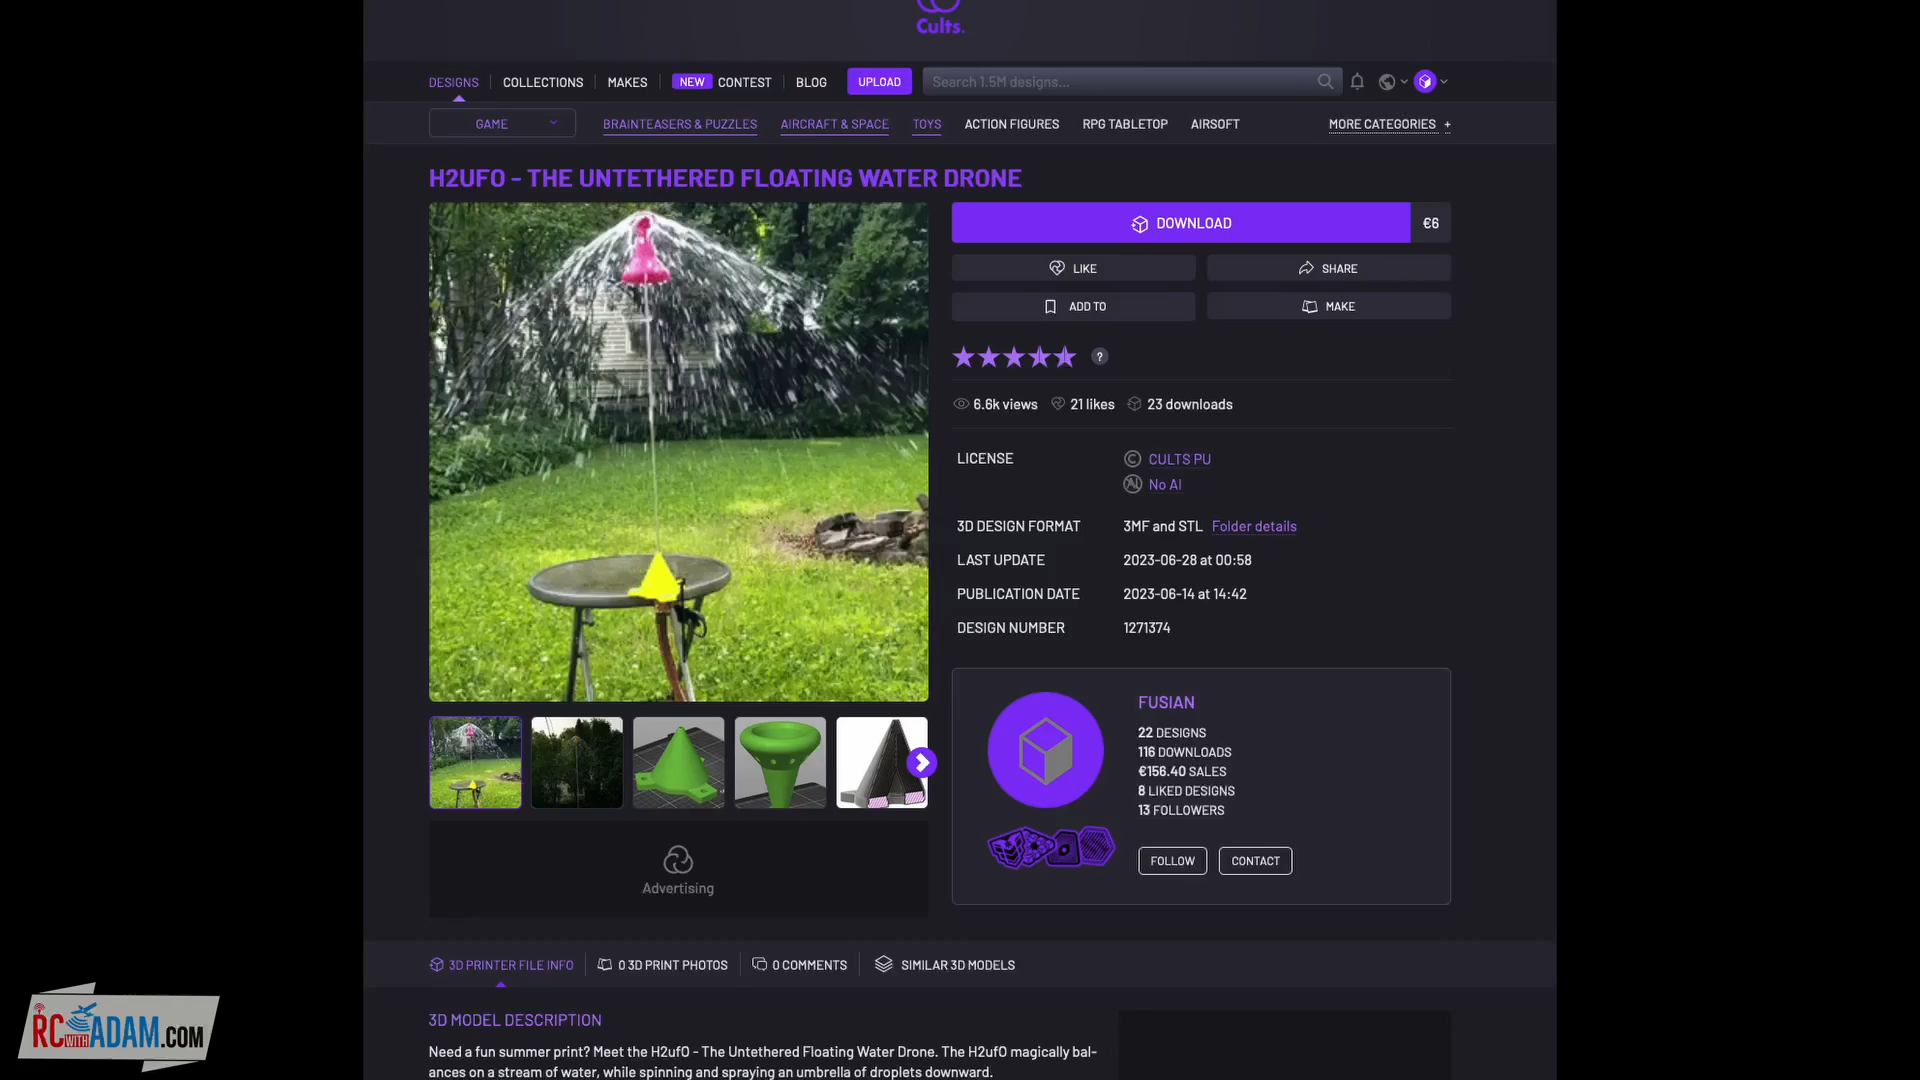 Cults.
DESIGNS
COLLECTIONS
MAKES
NEW CONTEST
BLOG
UPLOAD
Search 1.5M designs...
GAME
BRAINTEASERS & PUZZLES
AIRCRAFT & SPACE
TOYS
ACTION FIGURES
RPG TABLETOP
AIRSOFT
MORE CATEGORIES +
H2UFO - THE UNTETHERED FLOATING WATER DRONE
DOWNLOAD
€6
LIKE
SHARE
ADD TO
MAKE
?
6.6k views
21 likes
23 downloads
LICENSE
CULTS PU
No AI
3D DESIGN FORMAT
3MF and STL Folder details
LAST UPDATE
2023-06-28 at 00:58
PUBLICATION DATE
2023-06-14 at 14:42
DESIGN NUMBER
1271374
FUSIAN
22 DESIGNS
116 DOWNLOADS
€156.40 SALES
8 LIKED DESIGNS
13 FOLLOWERS
FOLLOW
CONTACT
Advertising
3D PRINTER FILE INFO
0 3D PRINT PHOTOS
0 COMMENTS
SIMILAR 3D MODELS
3D MODEL DESCRIPTION
Need a fun summer print? Meet the H2ufO - The Untethered Floating Water Drone. The H2ufO magically bal-
ances on a stream of water, while spinning and spraying an umbrella of droplets downward.
RC WITH ADAM.COM